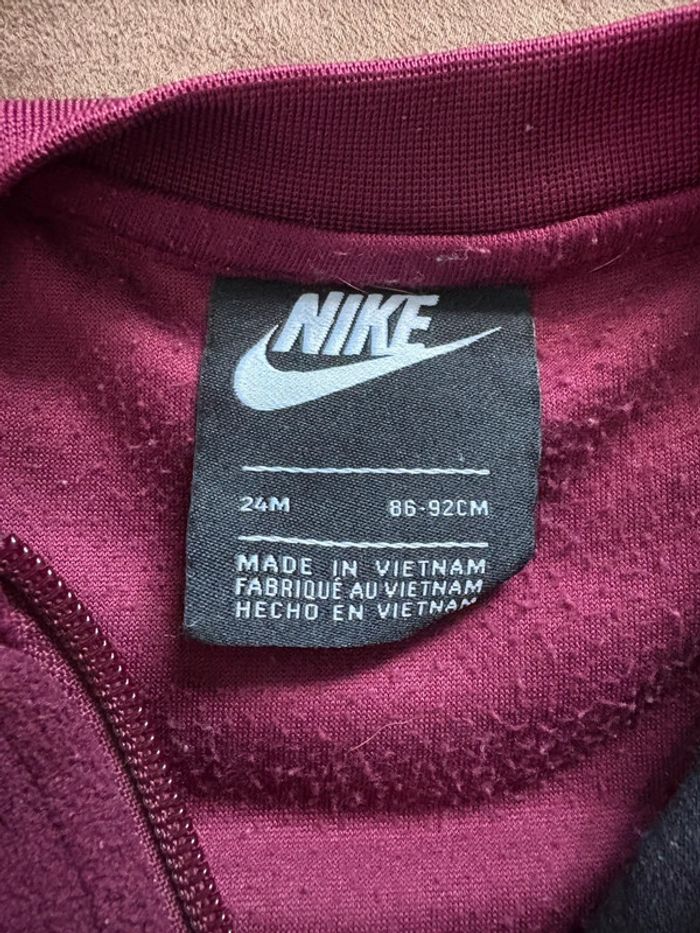 NIKE
24M 86-92CM
MADE IN VIETNAM
FABRIQUÉ AU VIETNAM
HECHO EN VIETNAM